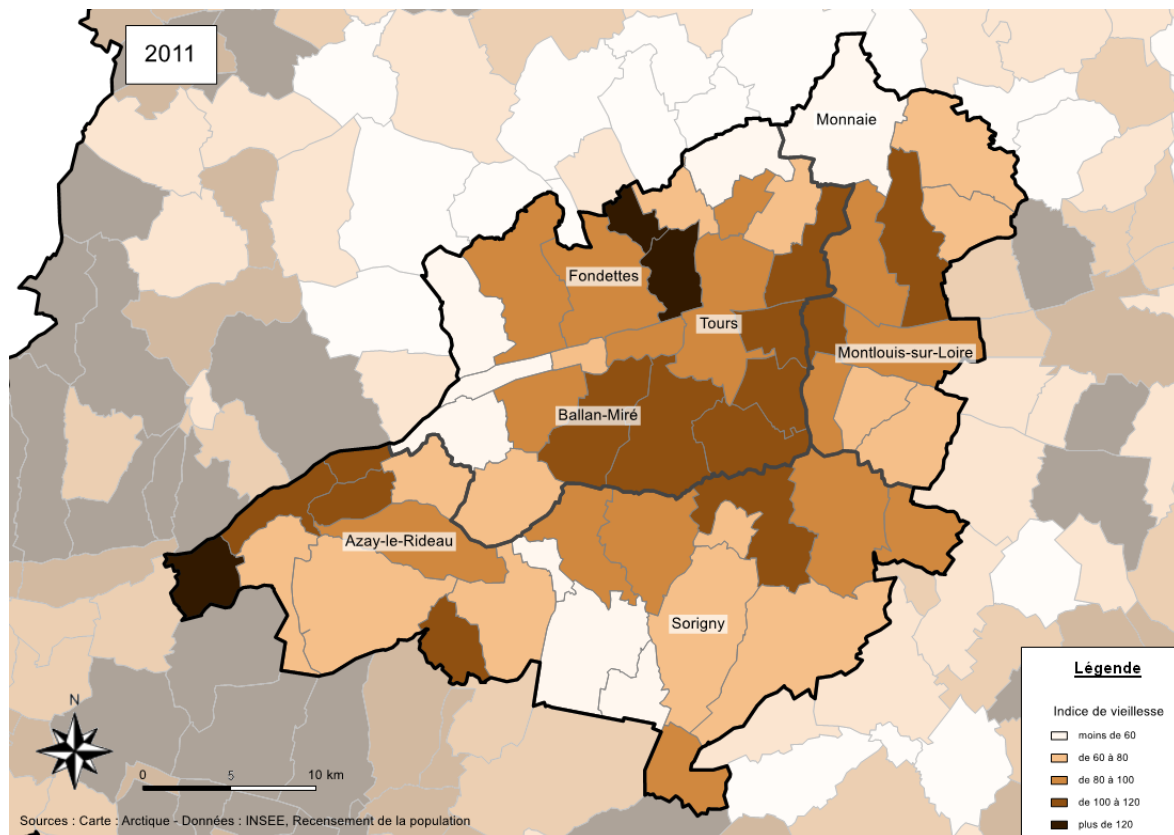 2011
Monnaie
Fondettes
Tours
Montlouis-sur-Loire
Ballan-Miré
Azay-le-Rideau
Sorigny
N
0 5 10 km
Légende
Indice de vieillesse
moins de 60
de 60 à 80
de 80 à 100
de 100 à 120
plus de 120
Sources : Carte : Arctique - Données : INSEE, Recensement de la population